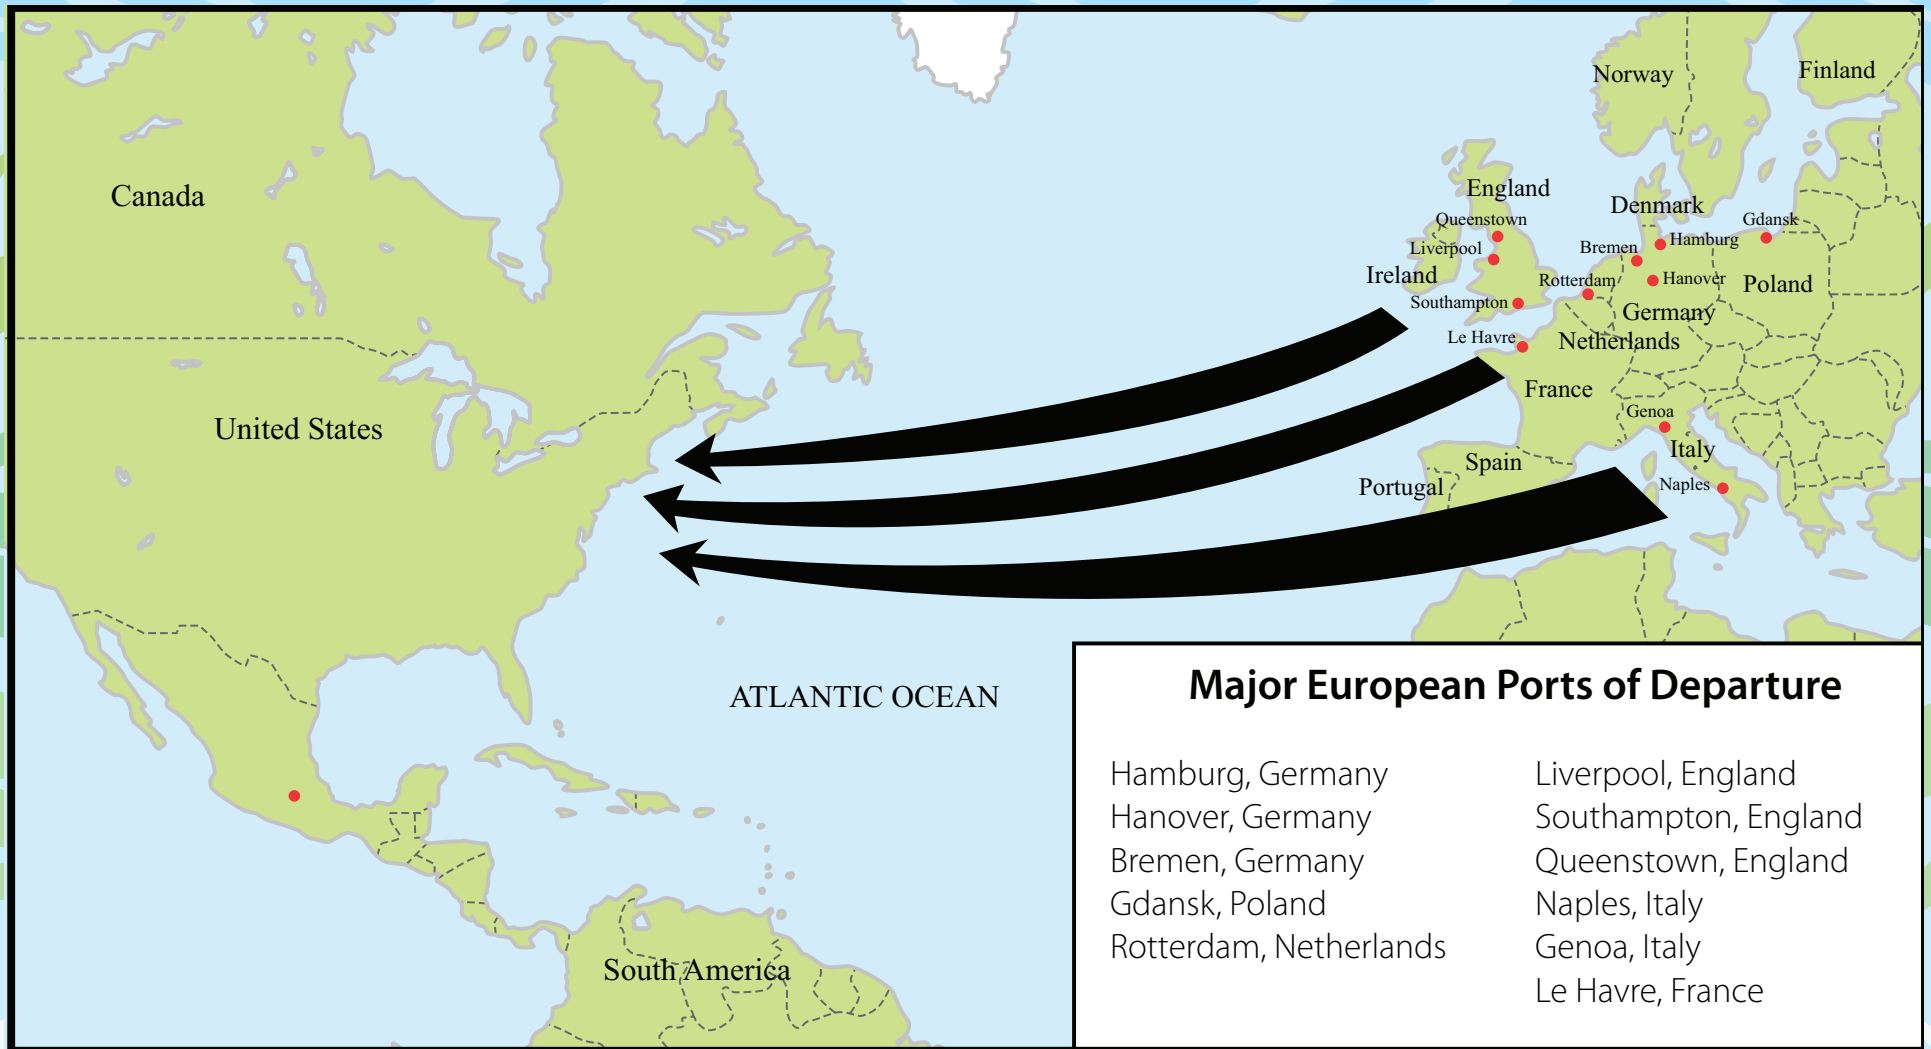 Norway
Finland
Canada
England
Denmark
Queenstown
Gdansk
Liverpool
Bremen
Hamburg
Ireland
Rotterdam
Hanover
Poland
Southampton
Germany
Le Havre
Netherlands
France
United States
Genoa
Italy
Spain
Portugal
Naples
ATLANTIC OCEAN
South America
Major European Ports of Departure
Hamburg, Germany
Hanover, Germany
Bremen, Germany
Gdansk, Poland
Rotterdam, Netherlands
Liverpool, England
Southampton, England
Queenstown, England
Naples, Italy
Genoa, Italy
Le Havre, France